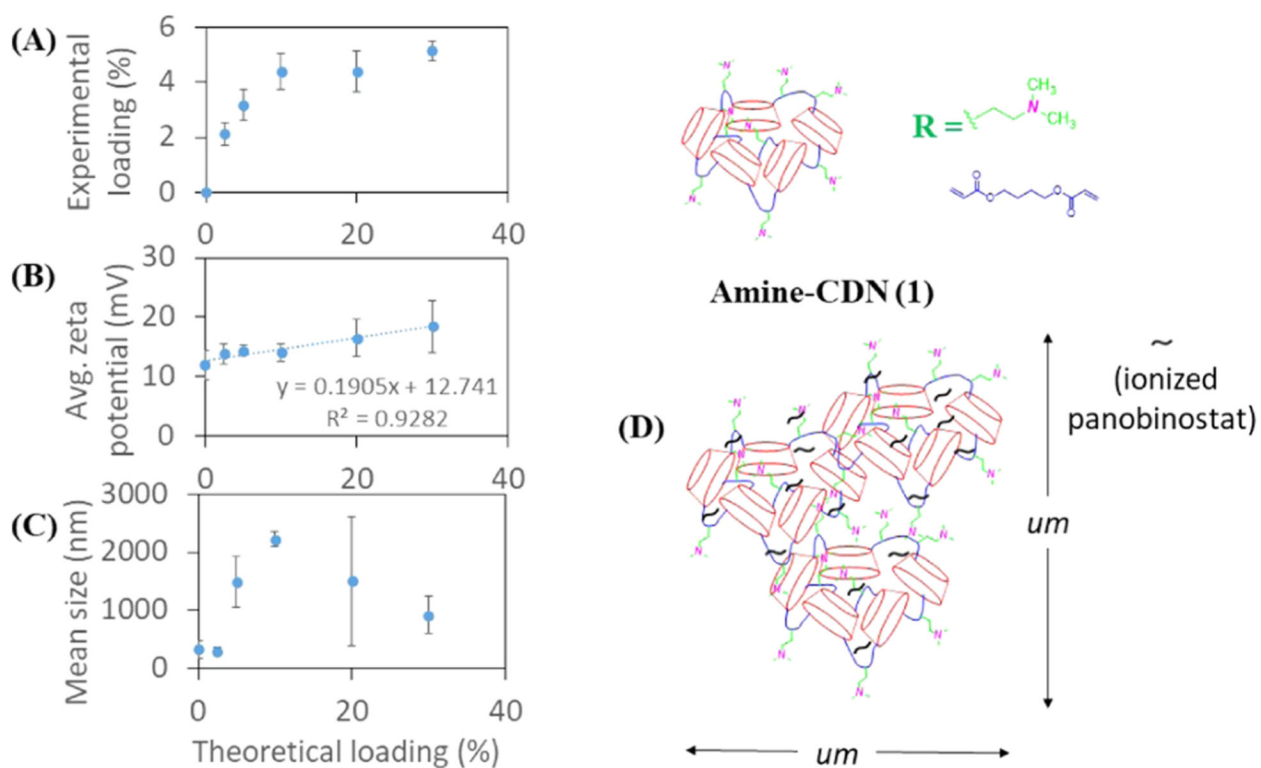 (A)
Experimental
loading (%)
6
4
2
0
0 20 40
(B)
Avg. zeta
potential (mV)
30
20
10
0
y = 0.1905x + 12.741
R² = 0.9282
0 20 40
(C)
Mean size (nm)
3000
2000
1000
0
0 20 40
Theoretical loading (%)
R =
CH₃
N
CH₃
O
O
O
O
Amine-CDN (1)
(D)
~
(ionized
panobinostat)
um
um